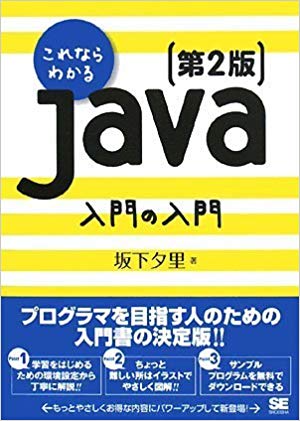 これなら
わかる
[第2版]
java
入門の入門
坂下夕里 著
プログラマを目指す人のための
入門書の決定版!!
Point 1
学習をはじめる
ための環境設定から
丁寧に解説!!
Point 2
ちょっと
難しい所はイラストで
やさしく図解!!
Point 3
サンプル
プログラムを無料で
ダウンロードできる
もっとやさしくお得な内容にパワーアップして新登場!
SE
SHOEISHA